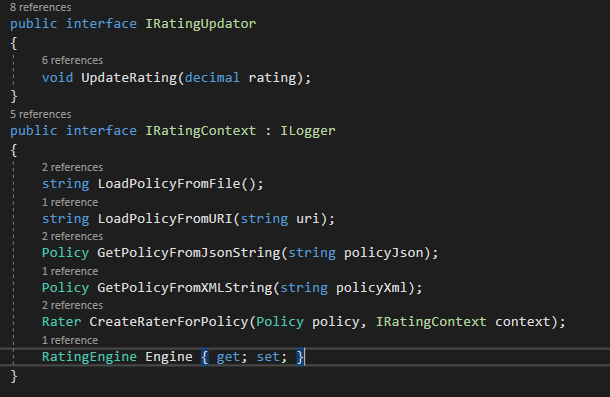 8 references
public interface IRatingUpdator
{
6 references
void UpdateRating(decimal rating);
}
5 references
public interface IRatingContext : ILogger
{
2 references
string LoadPolicyFromFile();
1 reference
string LoadPolicyFromURI(string uri);
2 references
Policy GetPolicyFromJsonString(string policyJson);
1 reference
Policy GetPolicyFromXMLString(string policyXml);
2 references
Rater CreateRaterForPolicy(Policy policy, IRatingContext context);
1 reference
RatingEngine Engine { get; set; }
}